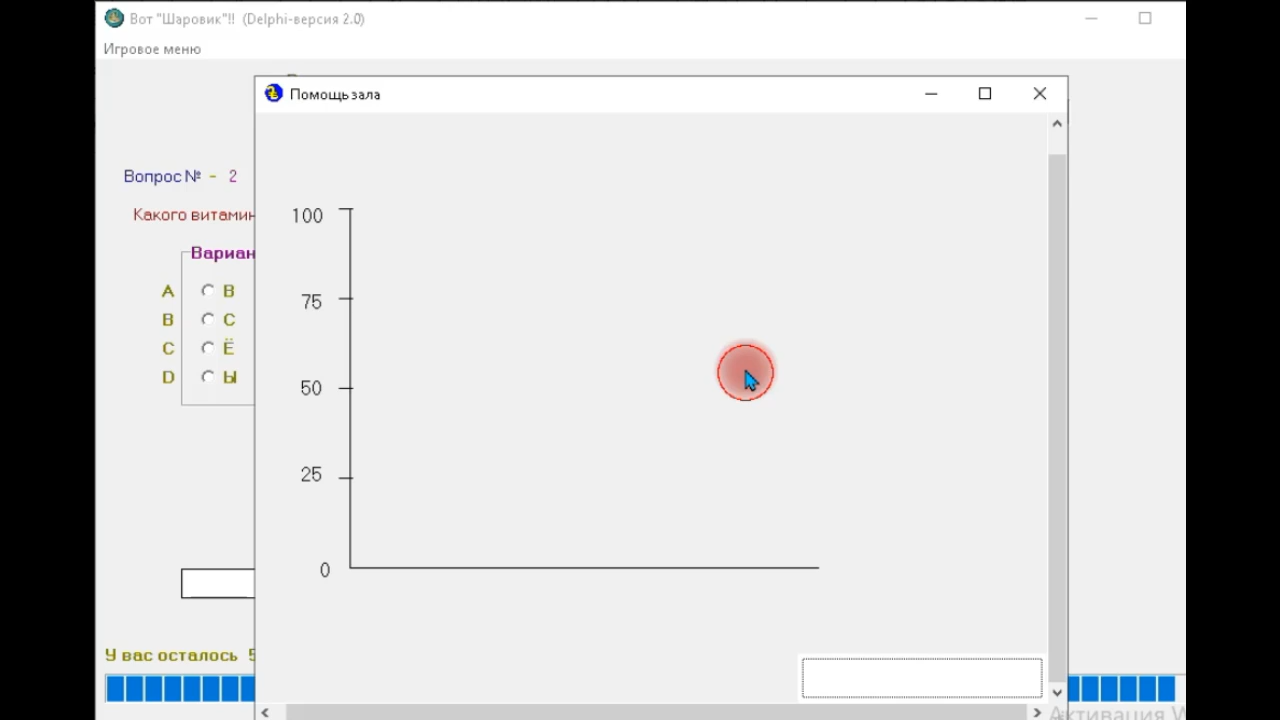 Вот "Шаровик"!! (Delphi-версия 2.0)
Игровое меню
Помощь зала
Вопрос № - 2
Какого витамин
Вариан
A В
B С
C Ё
D Ы
100
75
50
25
0
У вас осталось 5
Активация W